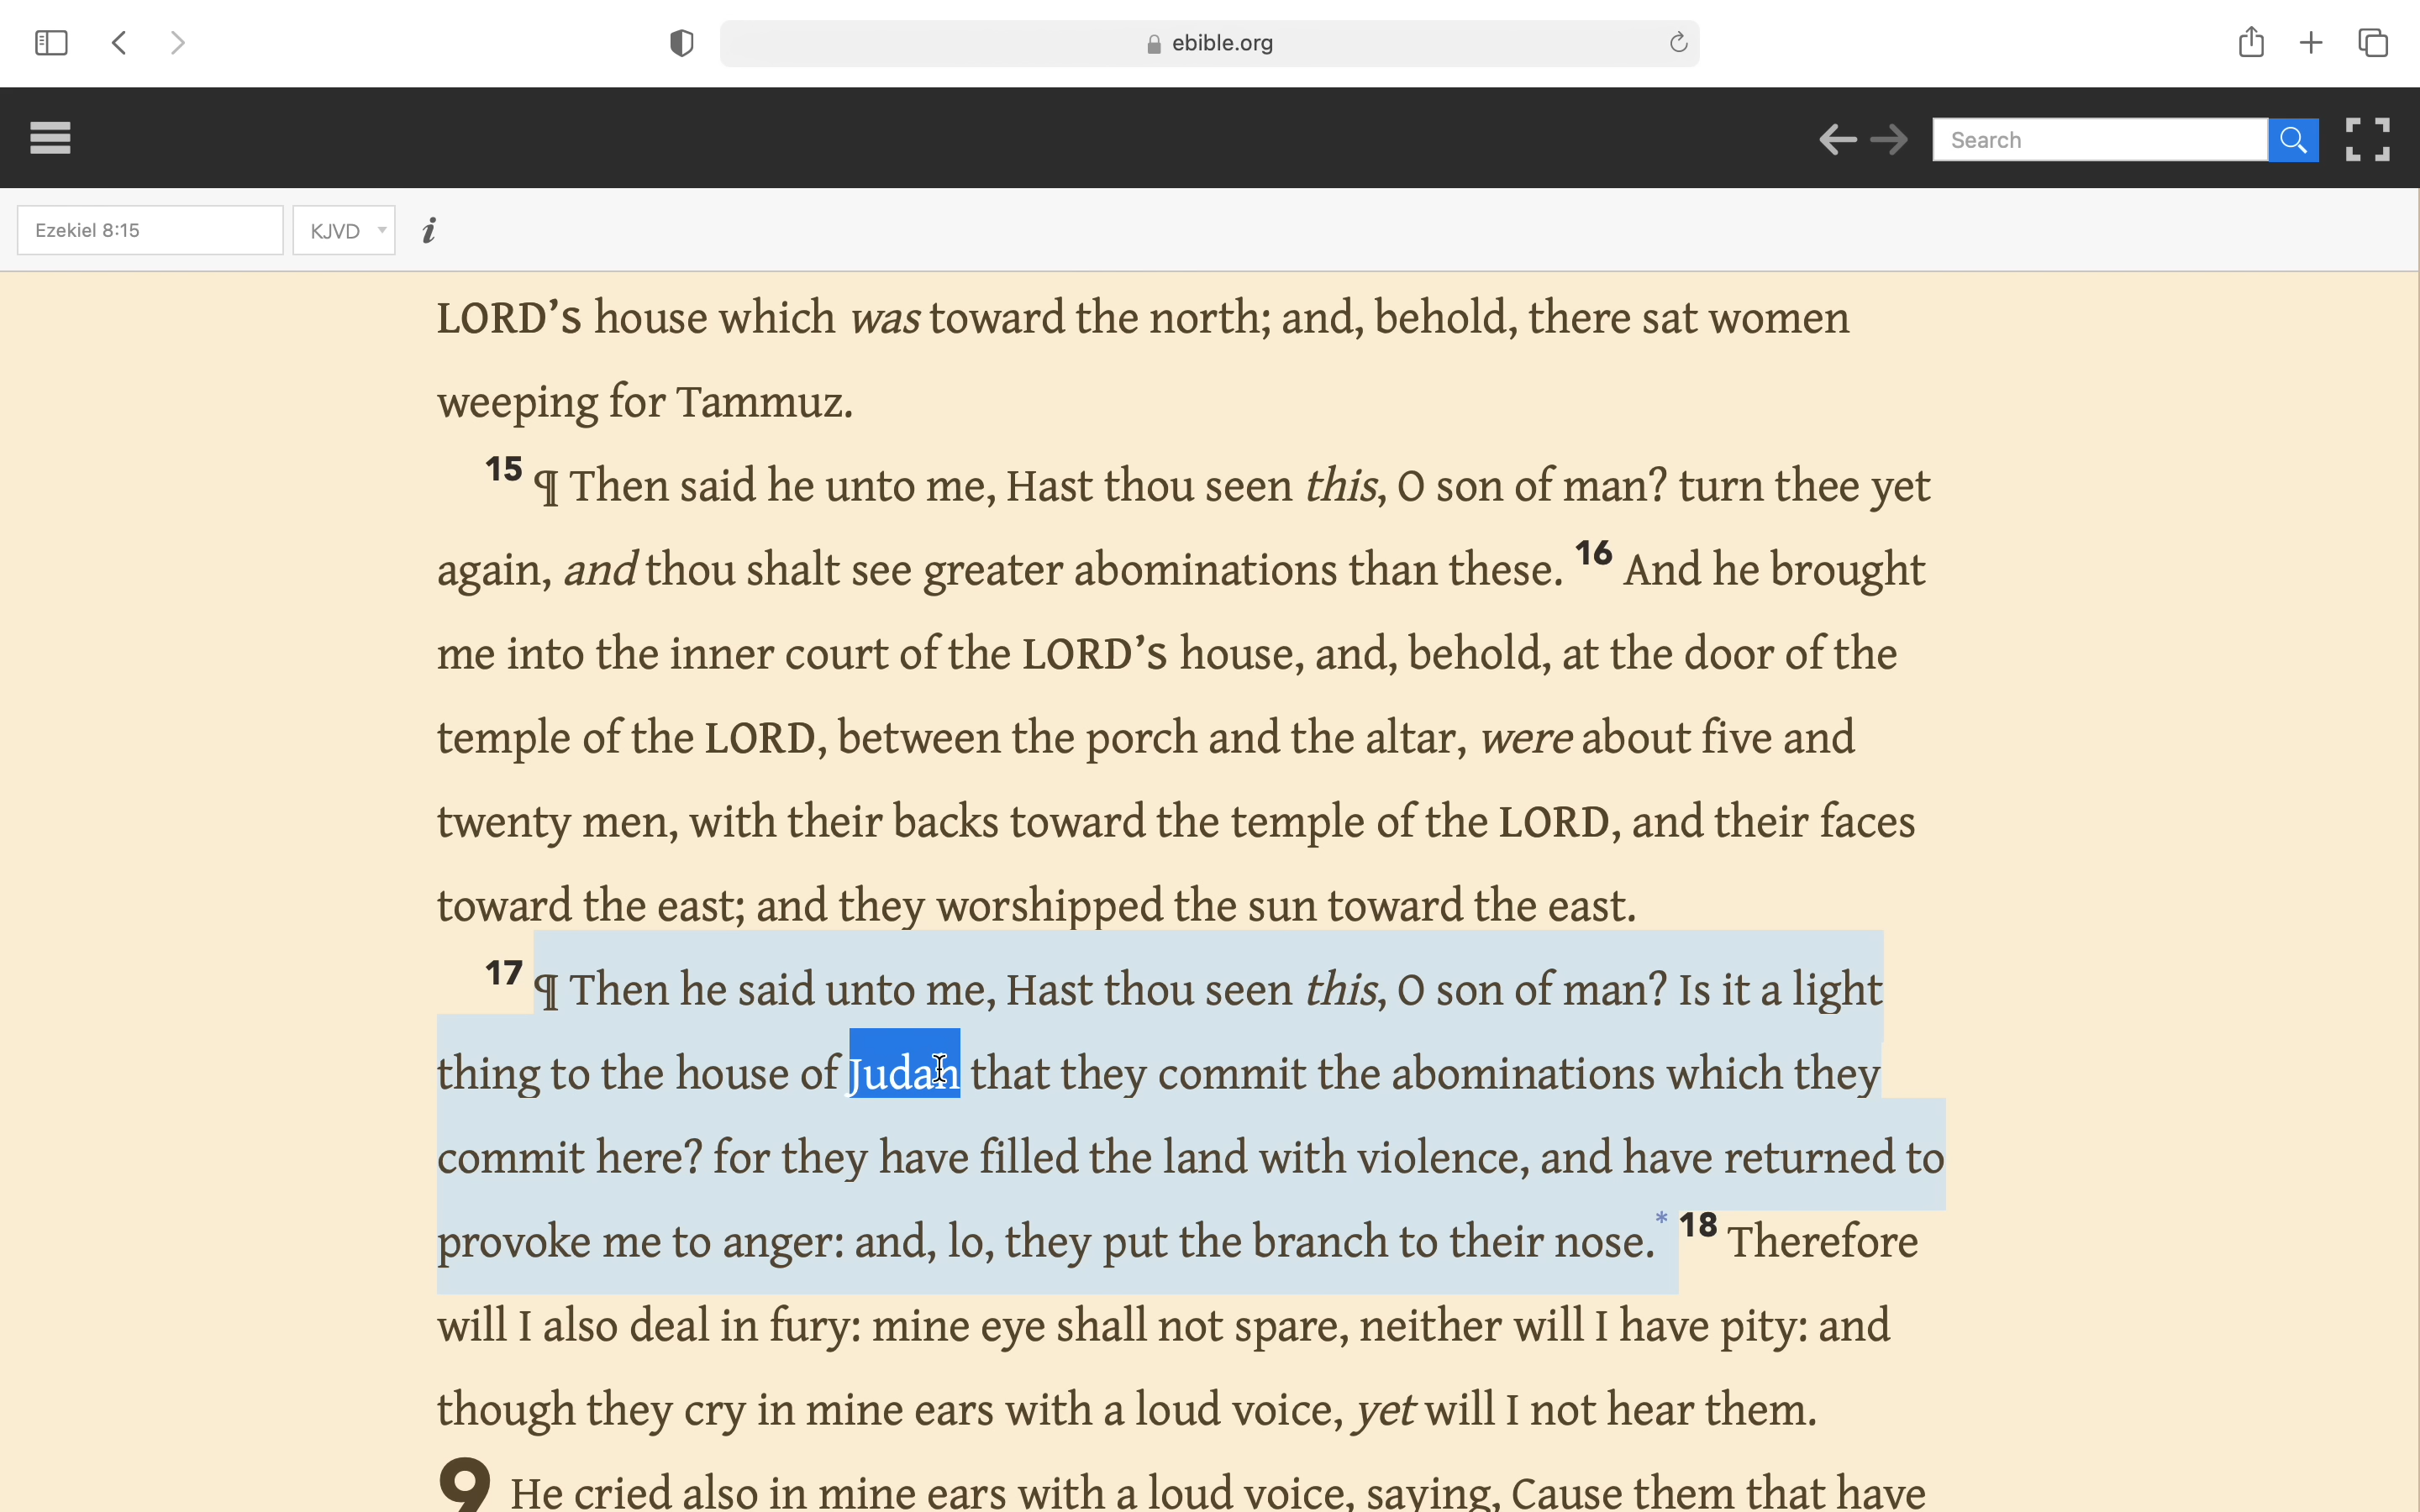 ebible.org
Search
Ezekiel 8:15
KJVD
i
LORD’S house which was toward the north; and, behold, there sat women
weeping for Tammuz.
15 ¶ Then said he unto me, Hast thou seen this, O son of man? turn thee yet
again, and thou shalt see greater abominations than these. 16 And he brought
me into the inner court of the LORD’S house, and, behold, at the door of the
temple of the LORD, between the porch and the altar, were about five and
twenty men, with their backs toward the temple of the LORD, and their faces
toward the east; and they worshipped the sun toward the east.
17 ¶ Then he said unto me, Hast thou seen this, O son of man? Is it a light
thing to the house of Judah that they commit the abominations which they
commit here? for they have filled the land with violence, and have returned to
provoke me to anger: and, lo, they put the branch to their nose. * 18 Therefore
will I also deal in fury: mine eye shall not spare, neither will I have pity: and
though they cry in mine ears with a loud voice, yet will I not hear them.
9 He cried also in mine ears with a loud voice, saying, Cause them that have